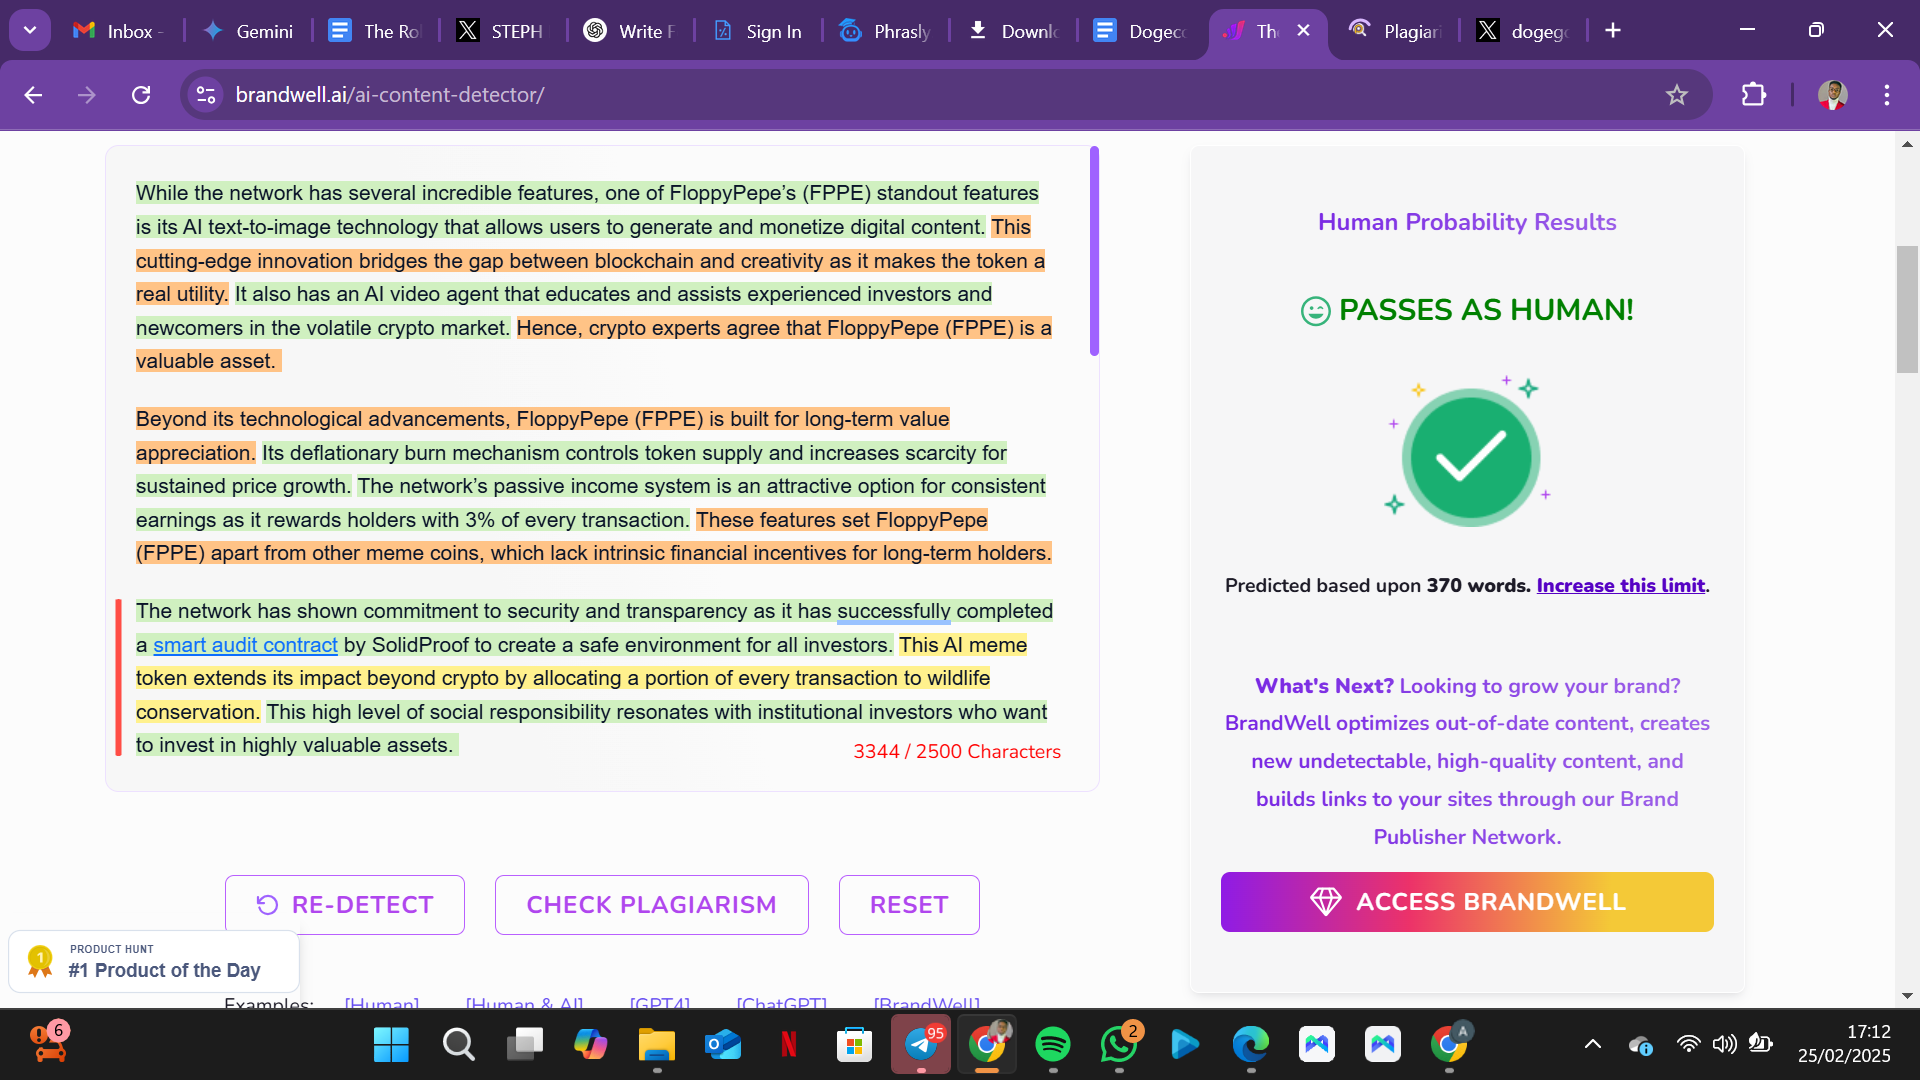 Inbox -
Gemini
The Ro
STEPH
Write F
Sign In
Phrasly
Downlo
Dogeco
Th
Plagiari
dogego
brandwell.ai/ai-content-detector/
While the network has several incredible features, one of FloppyPepe’s (FPPE) standout features
is its AI text-to-image technology that allows users to generate and monetize digital content. This
cutting-edge innovation bridges the gap between blockchain and creativity as it makes the token a
real utility. It also has an AI video agent that educates and assists experienced investors and
newcomers in the volatile crypto market. Hence, crypto experts agree that FloppyPepe (FPPE) is a
valuable asset.
Beyond its technological advancements, FloppyPepe (FPPE) is built for long-term value
appreciation. Its deflationary burn mechanism controls token supply and increases scarcity for
sustained price growth. The network’s passive income system is an attractive option for consistent
earnings as it rewards holders with 3% of every transaction. These features set FloppyPepe
(FPPE) apart from other meme coins, which lack intrinsic financial incentives for long-term holders.
The network has shown commitment to security and transparency as it has successfully completed
a smart audit contract by SolidProof to create a safe environment for all investors. This AI meme
token extends its impact beyond crypto by allocating a portion of every transaction to wildlife
conservation. This high level of social responsibility resonates with institutional investors who want
to invest in highly valuable assets.
3344 / 2500 Characters
RE-DETECT
CHECK PLAGIARISM
RESET
PRODUCT HUNT
#1 Product of the Day
Examples: [Human] [Human & AI] [GPT4] [ChatGPT] [BrandWell]
Human Probability Results
PASSES AS HUMAN!
Predicted based upon 370 words. Increase this limit.
What's Next? Looking to grow your brand?
BrandWell optimizes out-of-date content, creates
new undetectable, high-quality content, and
builds links to your sites through our Brand
Publisher Network.
ACCESS BRANDWELL
6
95
2
A
17:12
25/02/2025